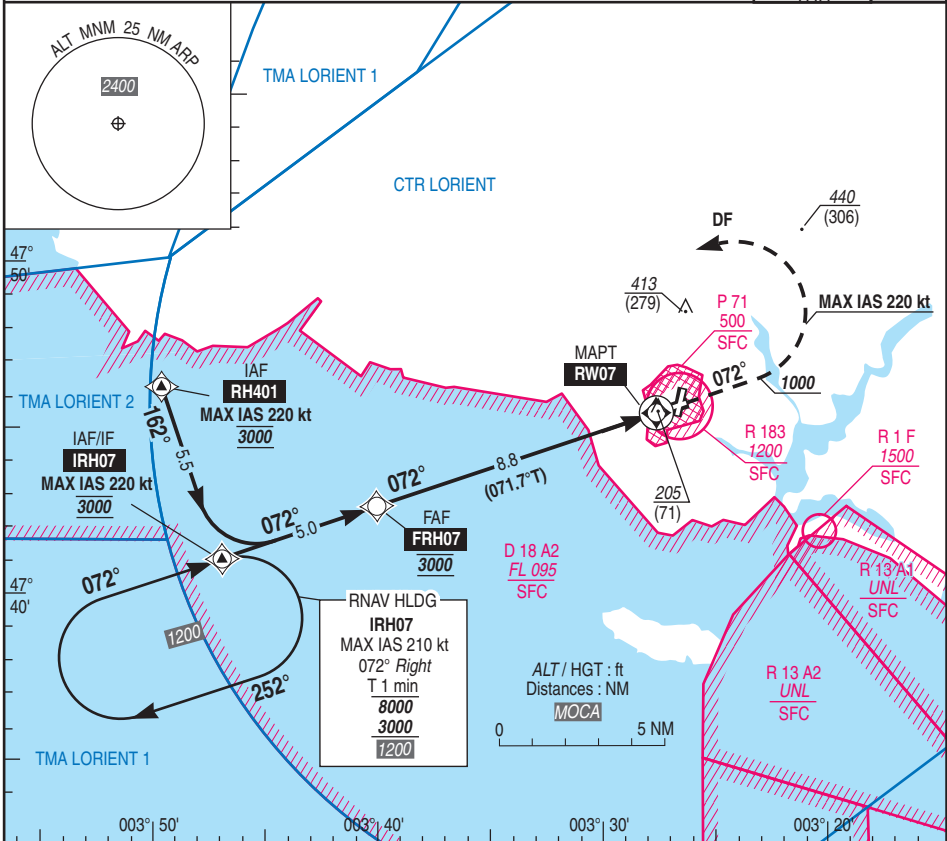 ALT MNM 25 NM ARP
2400
TMA LORIENT 1
CTR LORIENT
440
(306)
DF
47°
50'
413
(279)
P 71
500
SFC
MAX IAS 220 kt
MAPT
RW07
072°
1000
IAF
RH401
MAX IAS 220 kt
3000
TMA LORIENT 2
162°
5.5
IAF/IF
IRH07
MAX IAS 220 kt
3000
8.8
(071.7°T)
072°
R 183
1200
SFC
R 1 F
1500
SFC
205
(71)
072°
5.0
FAF
FRH07
3000
D 18 A2
FL 095
SFC
R 13 A1
UNL
SFC
072°
47°
40'
1200
252°
RNAV HLDG
IRH07
MAX IAS 210 kt
072° Right
T 1 min
8000
3000
1200
ALT / HGT : ft
Distances : NM
MOCA
0 5 NM
R 13 A2
UNL
SFC
TMA LORIENT 1
003° 50' 003° 40' 003° 30' 003° 20'